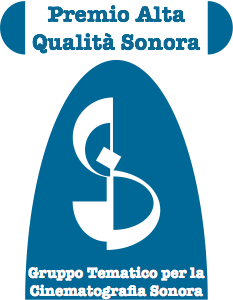 Premio Alta
Qualità Sonora
Gruppo Tematico per la
Cinematografia Sonora